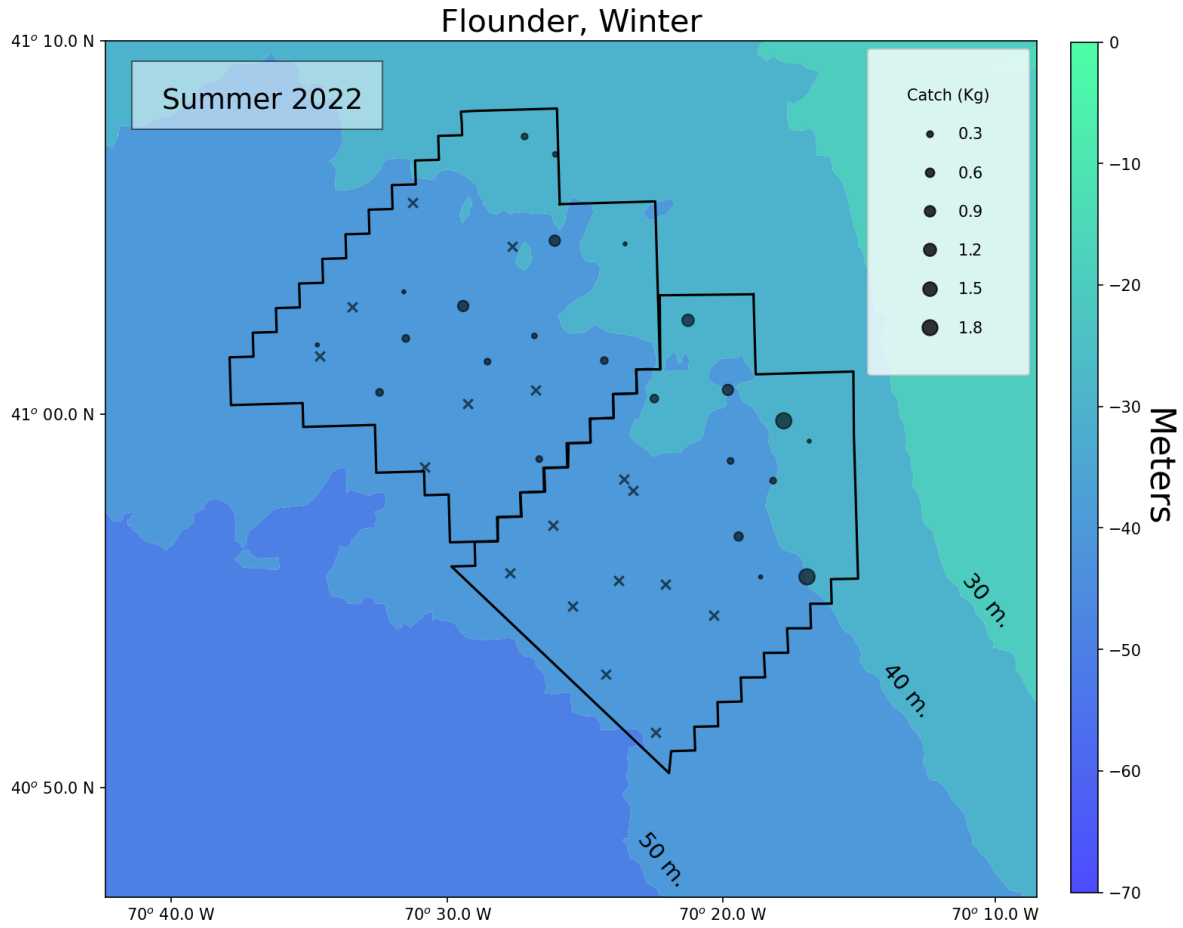 Flounder, Winter
41° 10.0 N
41° 00.0 N
40° 50.0 N
70° 40.0 W
70° 30.0 W
70° 20.0 W
70° 10.0 W
Summer 2022
Catch (Kg)
0.3
0.6
0.9
1.2
1.5
1.8
30 m.
40 m.
50 m.
0
−10
−20
−30
−40
−50
−60
−70
Meters